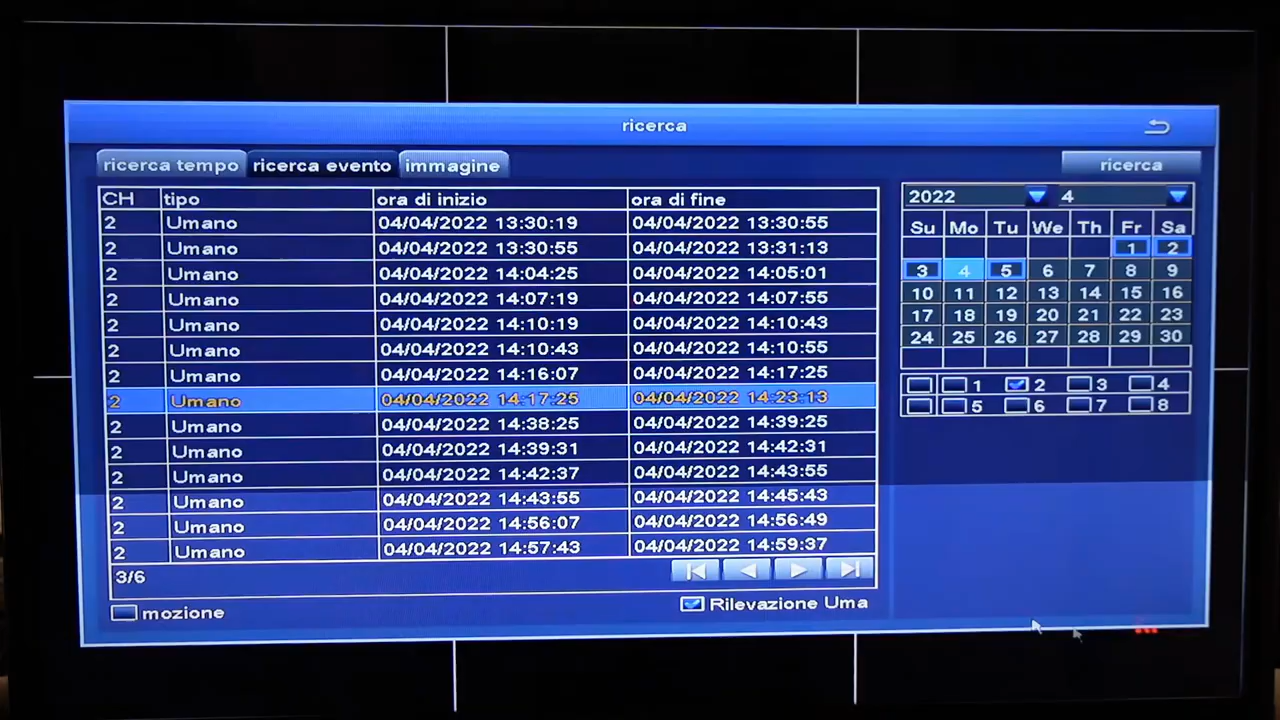 ricerca
ricerca tempo ricerca evento immagine ricerca
CH tipo ora di inizio ora di fine
2 Umano 04/04/2022 13:30:19 04/04/2022 13:30:55
2 Umano 04/04/2022 13:30:55 04/04/2022 13:31:13
2 Umano 04/04/2022 14:04:25 04/04/2022 14:05:01
2 Umano 04/04/2022 14:07:19 04/04/2022 14:07:55
2 Umano 04/04/2022 14:10:19 04/04/2022 14:10:43
2 Umano 04/04/2022 14:10:43 04/04/2022 14:10:55
2 Umano 04/04/2022 14:16:07 04/04/2022 14:17:25
2 Umano 04/04/2022 14:17:25 04/04/2022 14:23:13
2 Umano 04/04/2022 14:38:25 04/04/2022 14:39:25
2 Umano 04/04/2022 14:39:31 04/04/2022 14:42:31
2 Umano 04/04/2022 14:42:37 04/04/2022 14:43:55
2 Umano 04/04/2022 14:43:55 04/04/2022 14:45:43
2 Umano 04/04/2022 14:56:07 04/04/2022 14:56:49
2 Umano 04/04/2022 14:57:43 04/04/2022 14:59:37
3/6
mozione Rilevazione Uma
2022 4
Su Mo Tu We Th Fr Sa
1 2
3 4 5 6 7 8 9
10 11 12 13 14 15 16
17 18 19 20 21 22 23
24 25 26 27 28 29 30
1 2 3 4
5 6 7 8